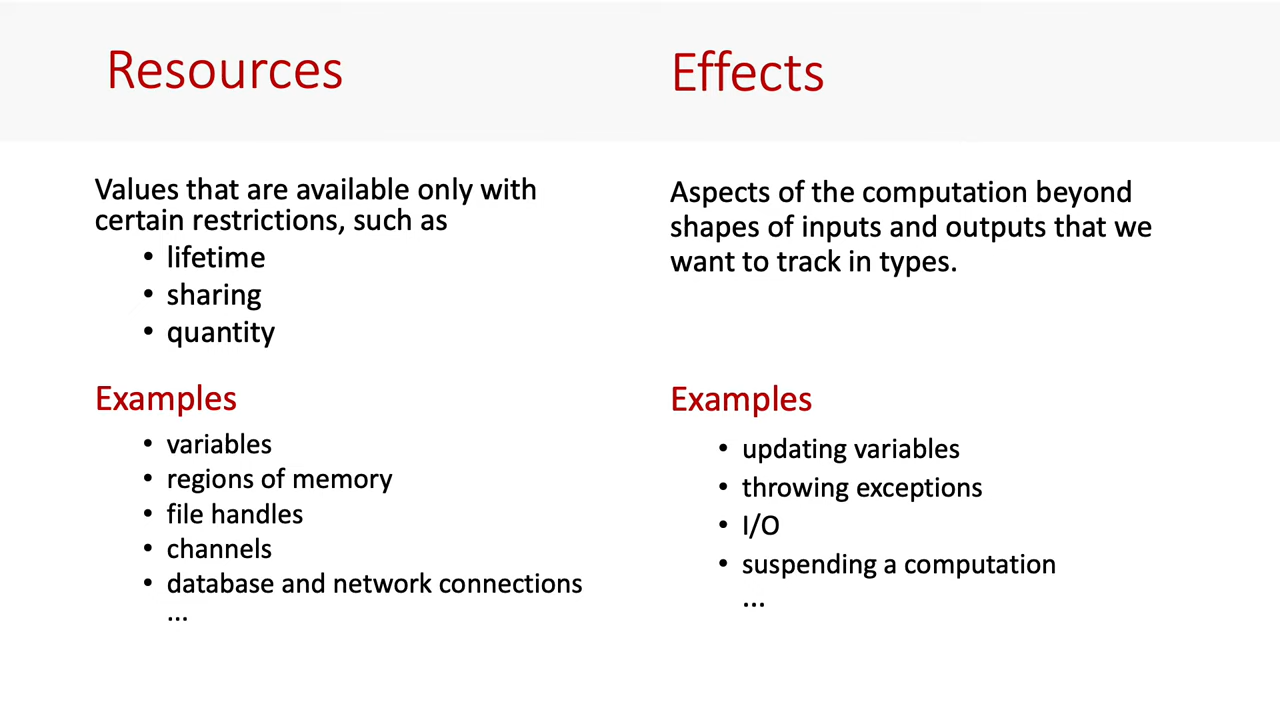 Resources
Values that are available only with
certain restrictions, such as
• lifetime
• sharing
• quantity
Examples
• variables
• regions of memory
• file handles
• channels
• database and network connections
...
Effects
Aspects of the computation beyond
shapes of inputs and outputs that we
want to track in types.
Examples
• updating variables
• throwing exceptions
• I/O
• suspending a computation
...